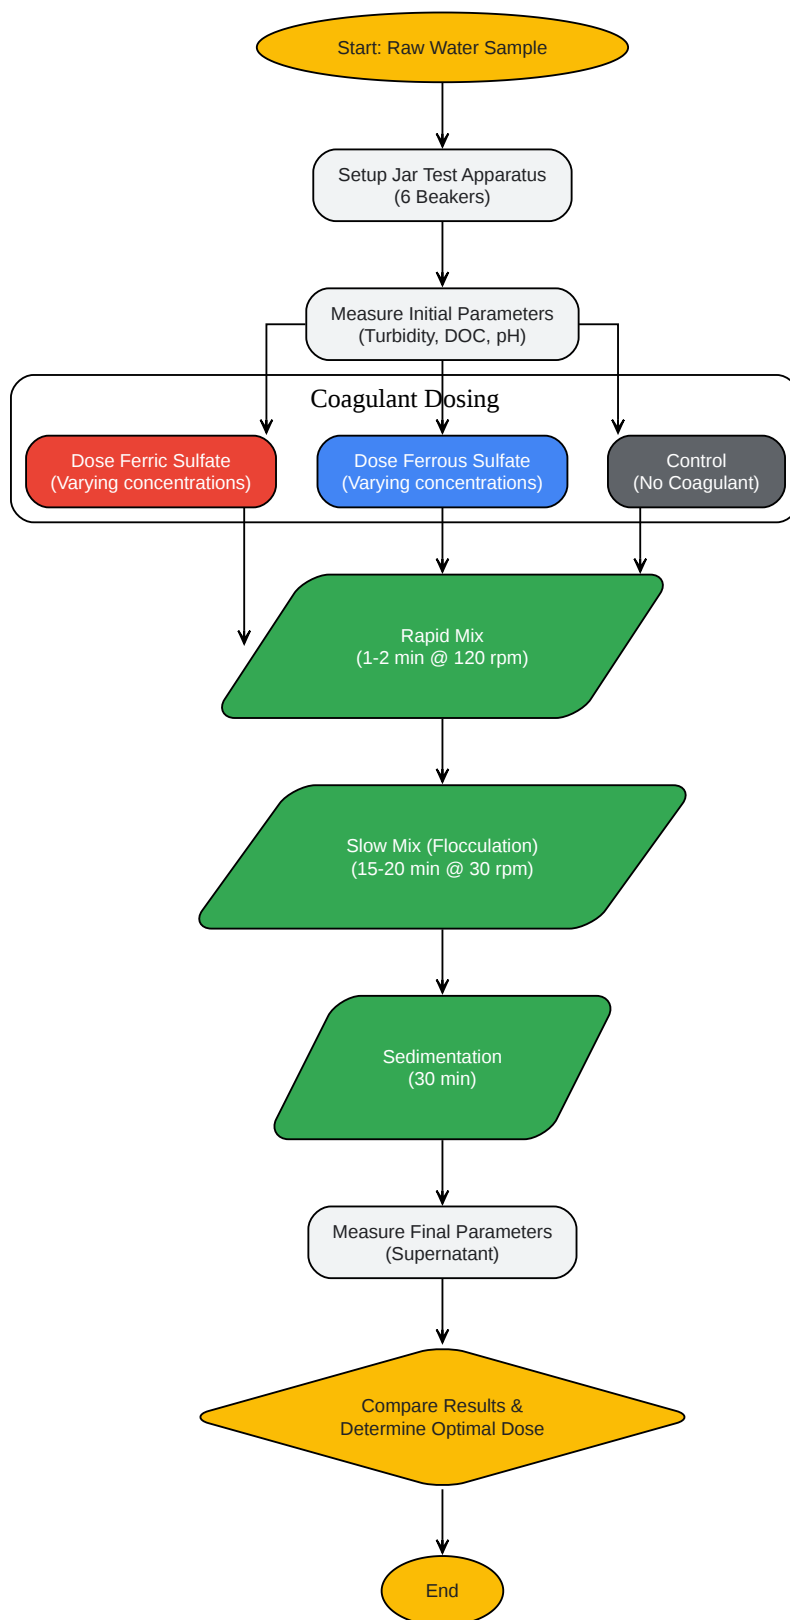 Start: Raw Water Sample
Setup Jar Test Apparatus
(6 Beakers)
Measure Initial Parameters
(Turbidity, DOC, pH)
Coagulant Dosing
Dose Ferric Sulfate
(Varying concentrations)
Dose Ferrous Sulfate
(Varying concentrations)
Control
(No Coagulant)
Rapid Mix
(1-2 min @ 120 rpm)
Slow Mix (Flocculation)
(15-20 min @ 30 rpm)
Sedimentation
(30 min)
Measure Final Parameters
(Supernatant)
Compare Results &
Determine Optimal Dose
End